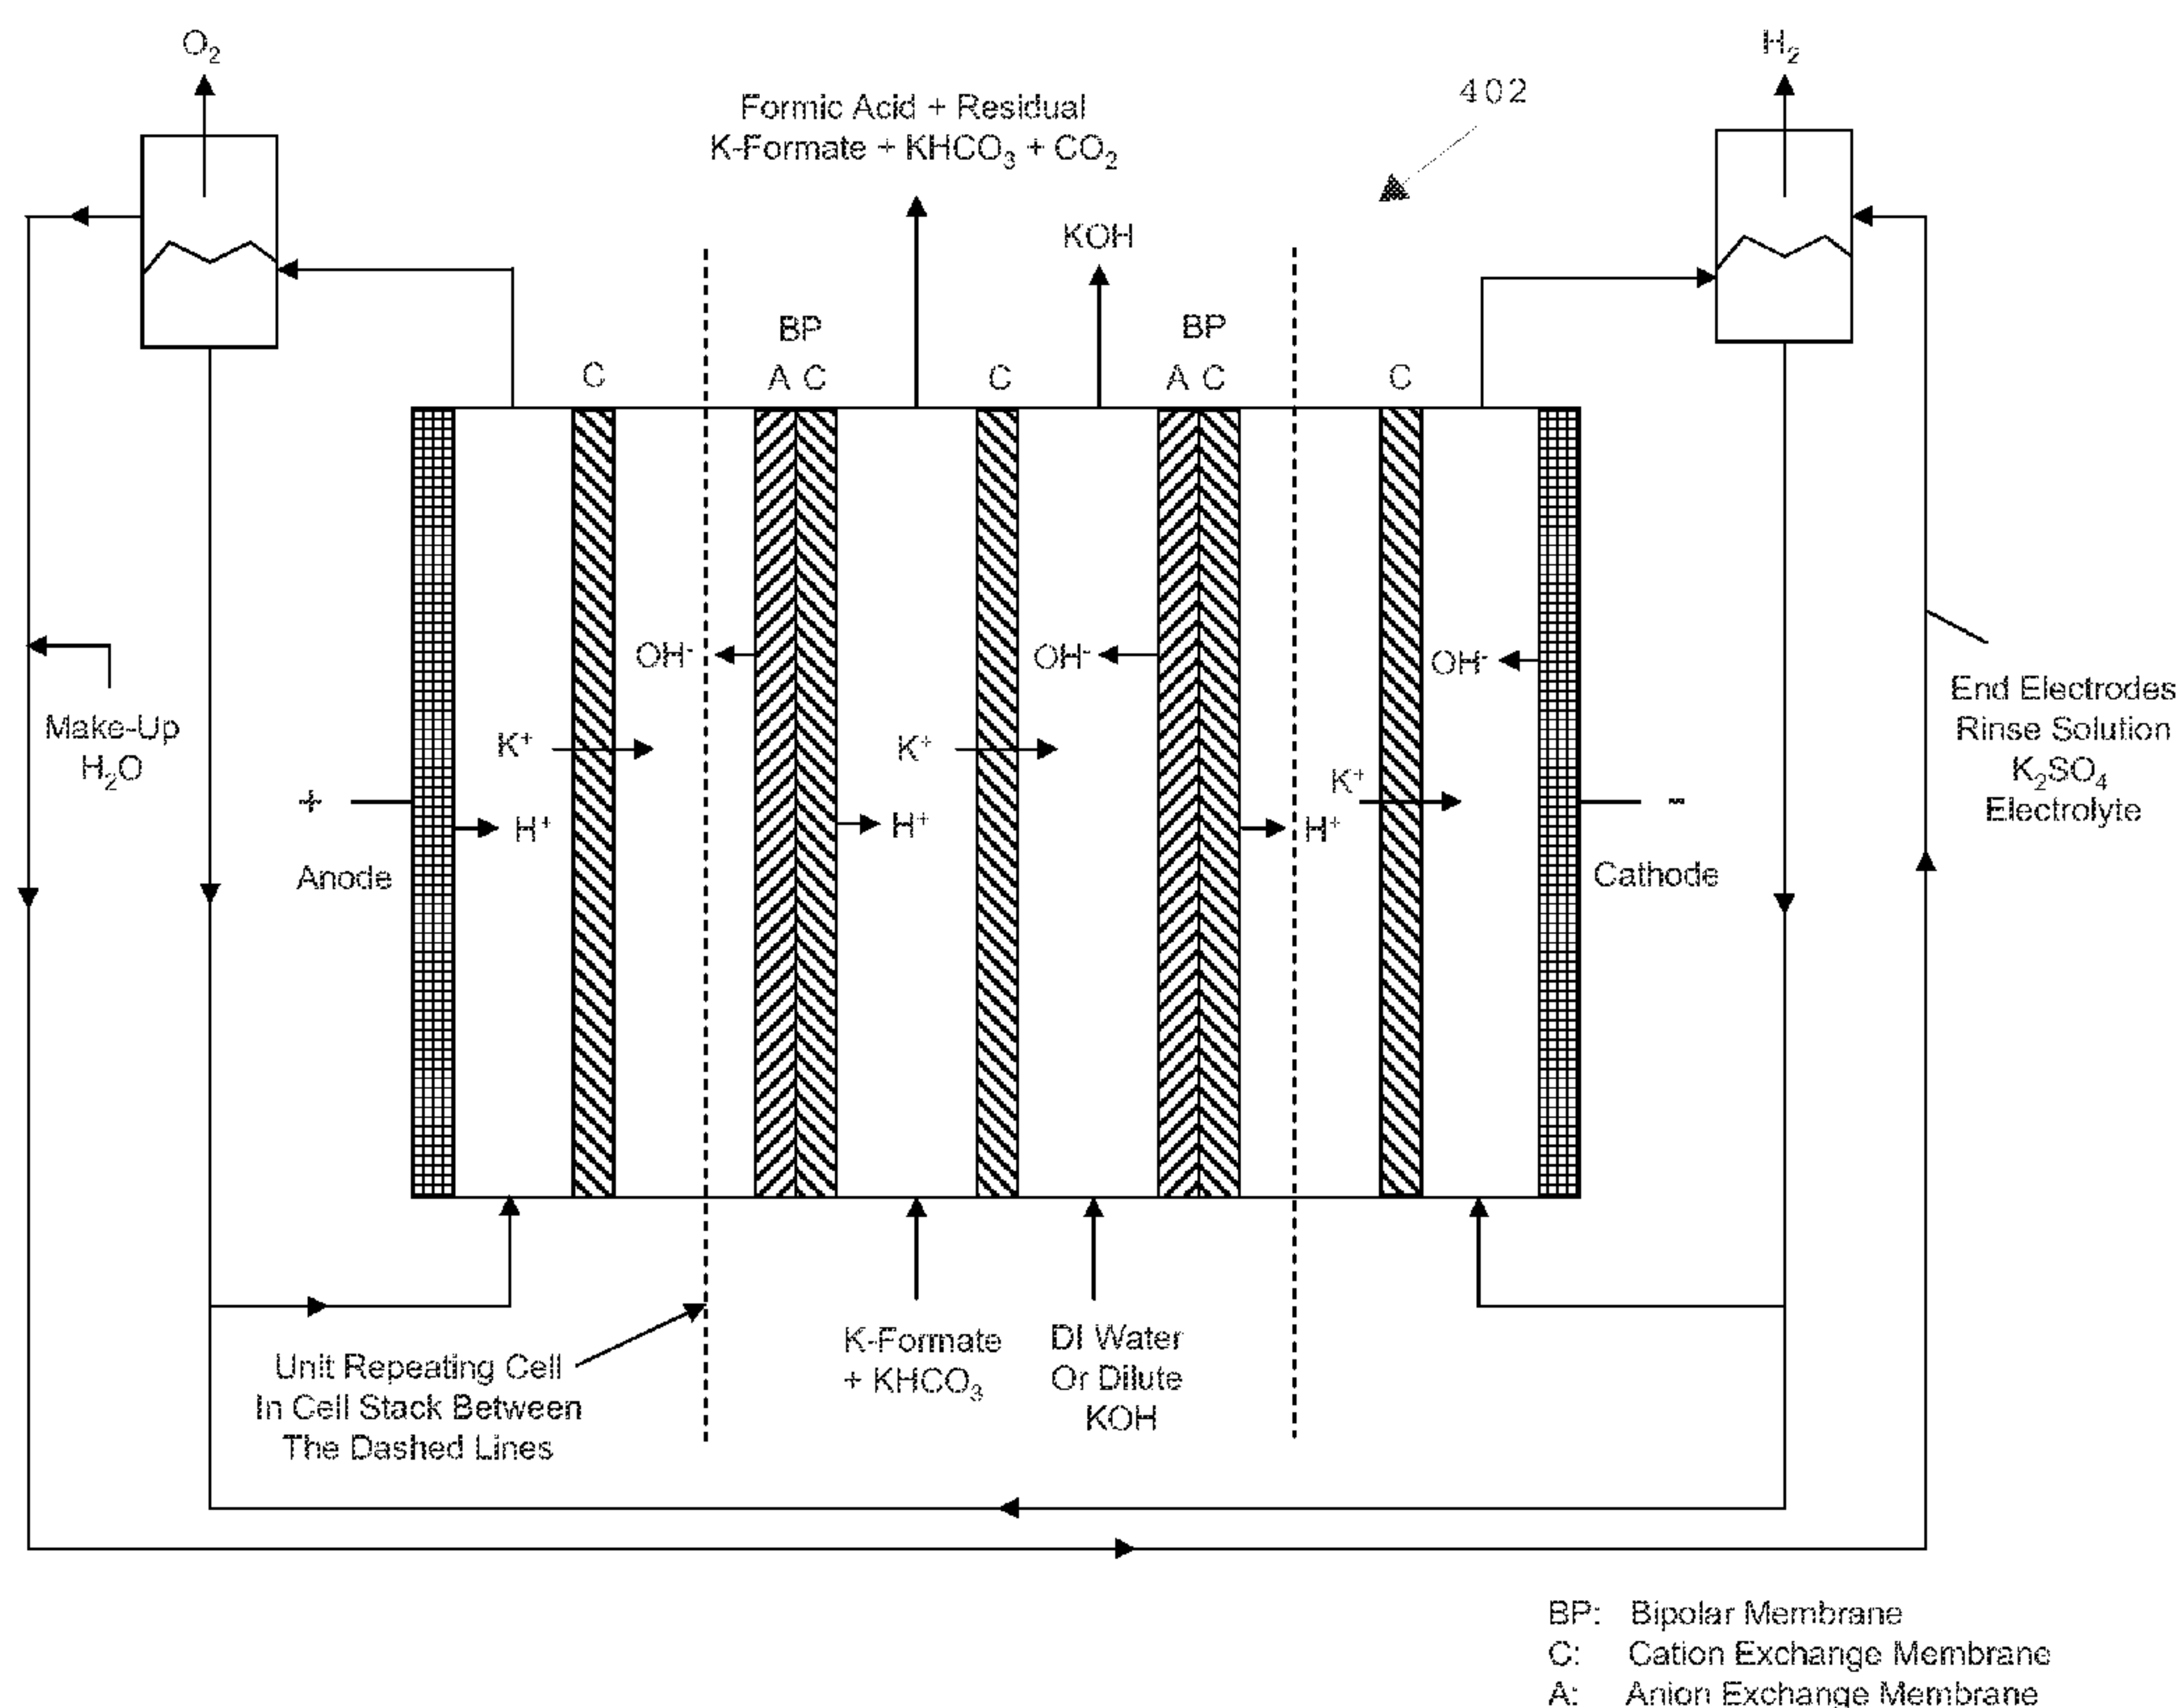 O₂
H₂
402
Formic Acid + Residual
K-Formate + KHCO₃ + CO₂
KOH
BP
BP
C
A C
C
A C
C
OH⁻
OH⁻
OH⁻
K⁺
K⁺
K⁺
H⁺
H⁺
H⁺
+
-
Anode
Cathode
Make-Up
H₂O
End Electrodes
Rinse Solution
K₂SO₄
Electrolyte
Unit Repeating Cell
In Cell Stack Between
The Dashed Lines
K-Formate
+ KHCO₃
DI Water
Or Dilute
KOH
BP: Bipolar Membrane
C: Cation Exchange Membrane
A: Anion Exchange Membrane